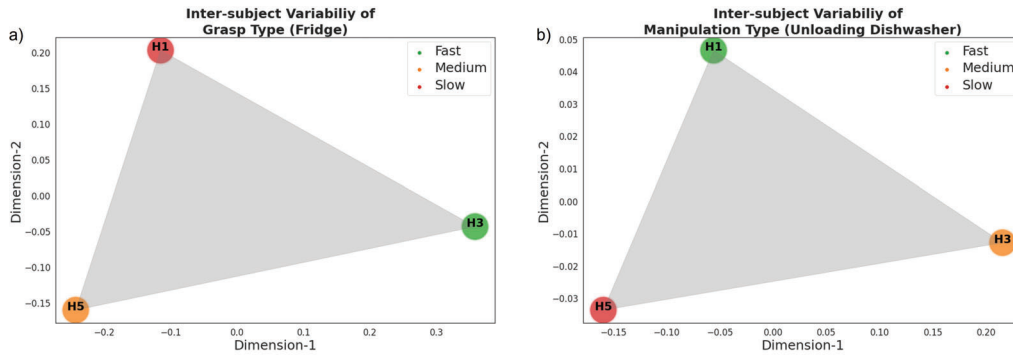 Inter-subject Variabiliy of
Grasp Type (Fridge)
a)
H1
Fast
Medium
Slow
0.20
0.15
0.10
0.05
0.00
−0.05
−0.10
−0.15
Dimension-2
H3
H5
−0.2
−0.1
0.0
0.1
0.2
0.3
Dimension-1
Inter-subject Variabiliy of
Manipulation Type (Unloading Dishwasher)
b)
H1
Fast
Medium
Slow
0.05
0.04
0.02
0.01
0.00
−0.01
−0.02
−0.03
Dimension-2
H3
H5
−0.15
−0.10
−0.05
0.00
0.05
0.10
0.15
0.20
Dimension-1